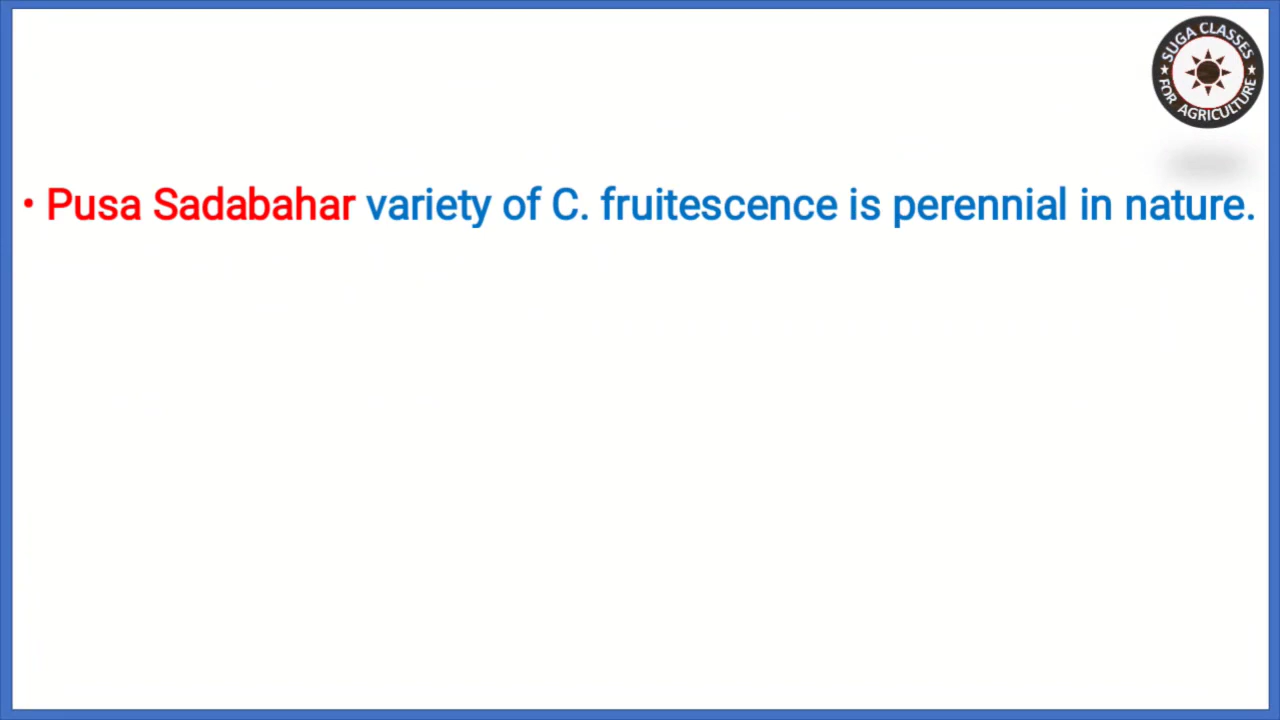 SUGA CLASSES
FOR AGRICULTURE
• Pusa Sadabahar variety of C. fruitescence is perennial in nature.